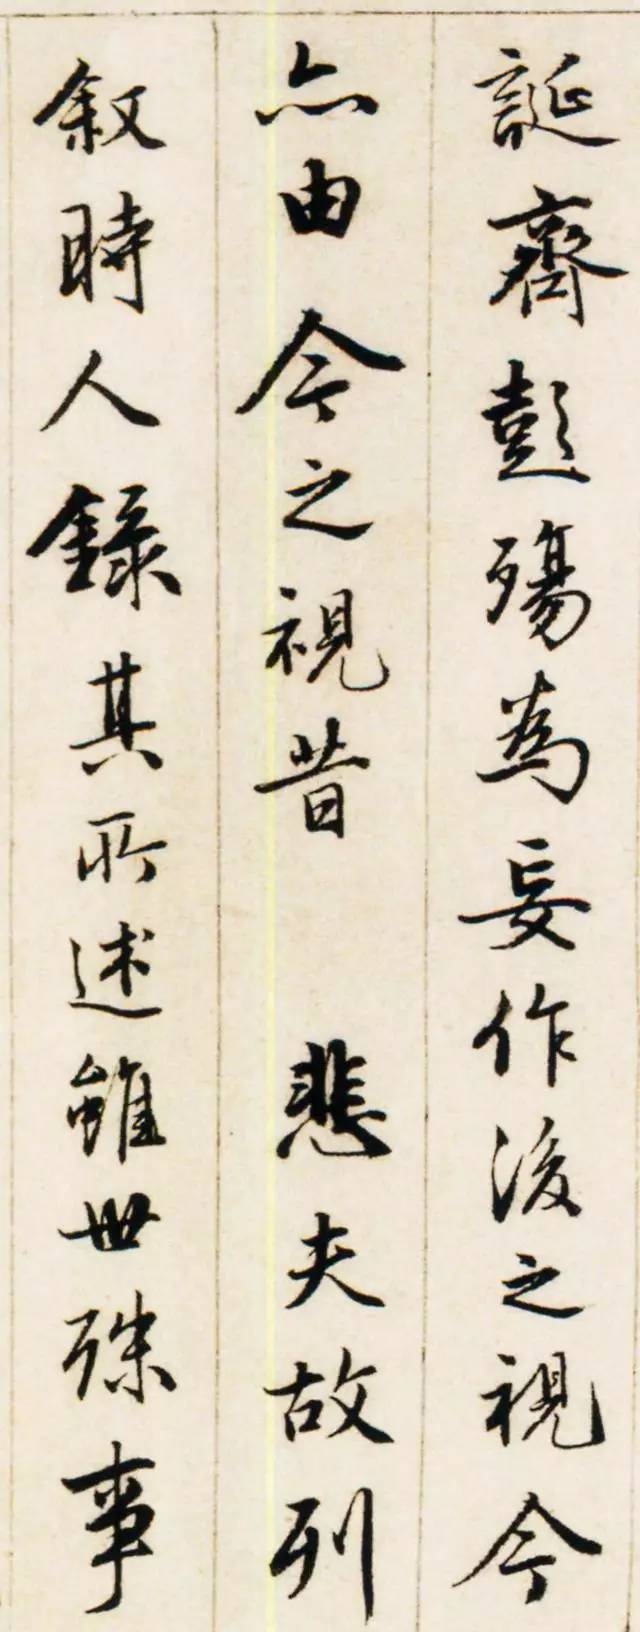 誕齊彭殤為妄作後之視今
亦由今之視昔 悲夫故列
叙時人錄其所述雖世殊事